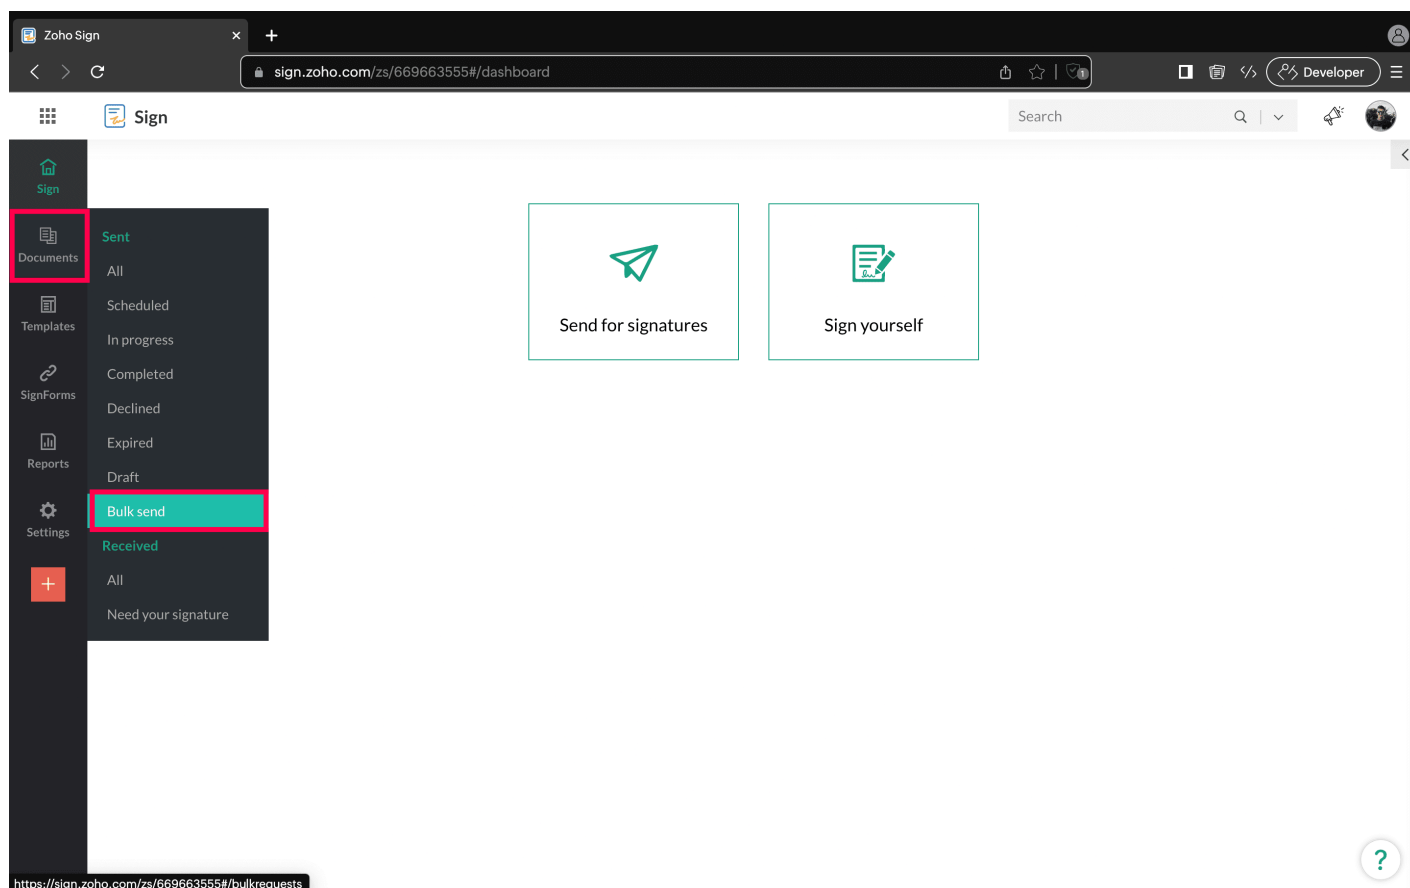 Zoho Sign
sign.zoho.com/zs/669663555#/dashboard
1
Developer
Sign
Search
Sign
Documents
Templates
SignForms
Reports
Settings
Sent
All
Scheduled
In progress
Completed
Declined
Expired
Draft
Bulk send
Received
All
Need your signature
Send for signatures
Sign yourself
?
https://sign.zoho.com/zs/669663555#/bulkrequests